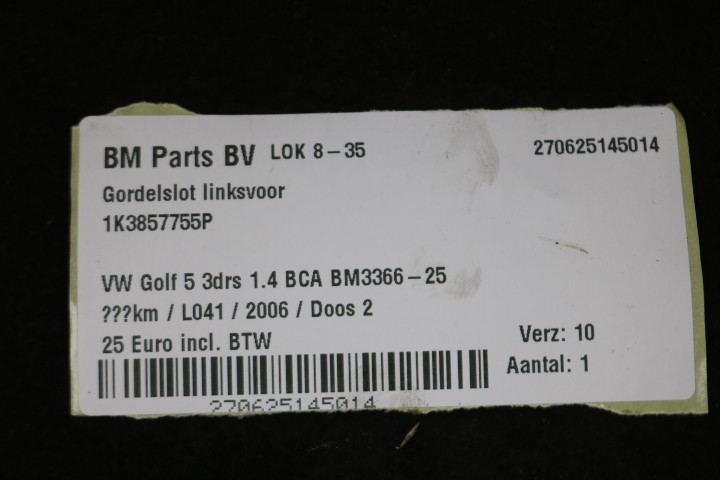 BM Parts BV LOK 8-35 270625145014
Gordelslot linksvoor
1K3857755P
VW Golf 5 3drs 1.4 BCA BM3366-25
???km / L041 / 2006 / Doos 2
25 Euro incl. BTW
Verz: 10
Aantal: 1
270625145014